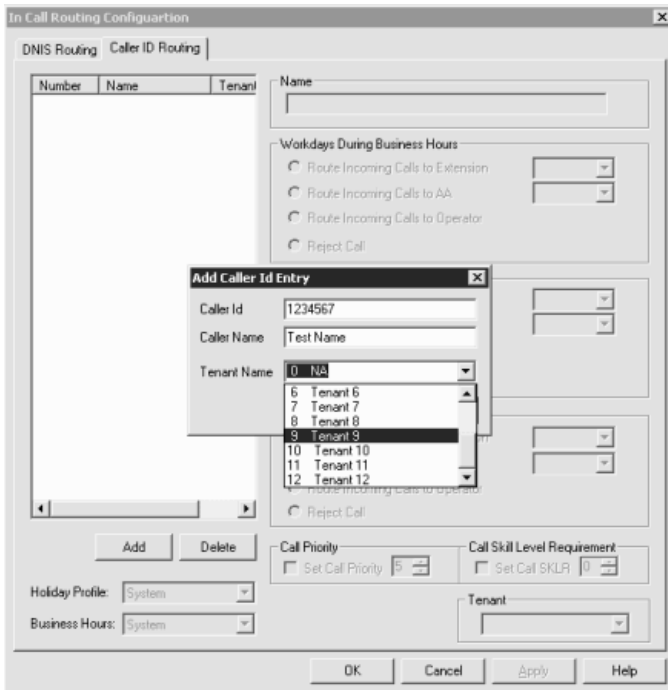 In Call Routing Configuartion
DNIS Routing
Caller ID Routing
Number Name Tenant
Name
Workdays During Business Hours
Route Incoming Calls to Extension
Route Incoming Calls to AA
Route Incoming Calls to Operator
Reject Call
Add Caller Id Entry
Caller Id 1234567
Caller Name Test Name
Tenant Name 0 NA
6 Tenant 6
7 Tenant 7
8 Tenant 8
9 Tenant 9
10 Tenant 10
11 Tenant 11
12 Tenant 12
Route Incoming Calls to Operator
Reject Call
Add Delete
Call Priority
Set Call Priority 5
Call Skill Level Requirement
Set Call SKLR 0
Holiday Profile: System
Business Hours: System
Tenant
OK Cancel Apply Help